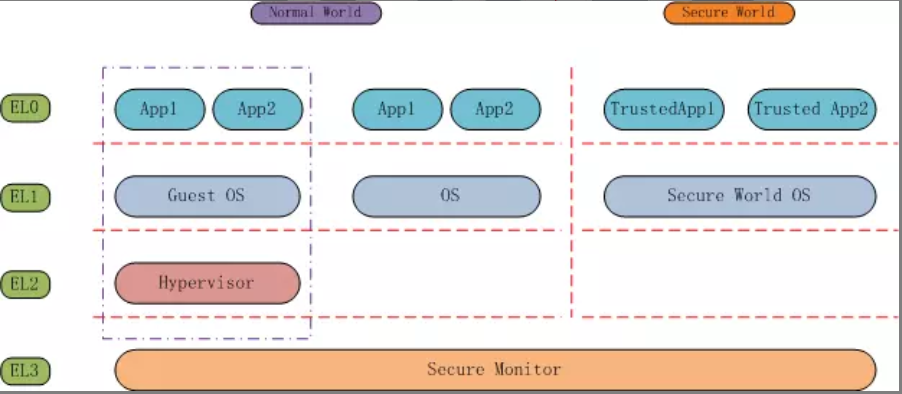 Normal World Secure World
EL0 App1 App2 App1 App2 TrustedApp1 Trusted App2
EL1 Guest OS OS Secure World OS
EL2 Hypervisor
EL3 Secure Monitor